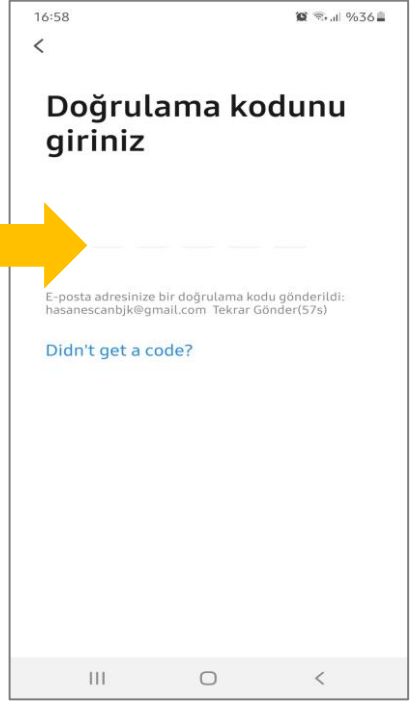 16:58 %36
Doğrulama kodunu
giriniz
E-posta adresinize bir doğrulama kodu gönderildi:
hasanescanbjk@gmail.com Tekrar Gönder(57s)
Didn't get a code?